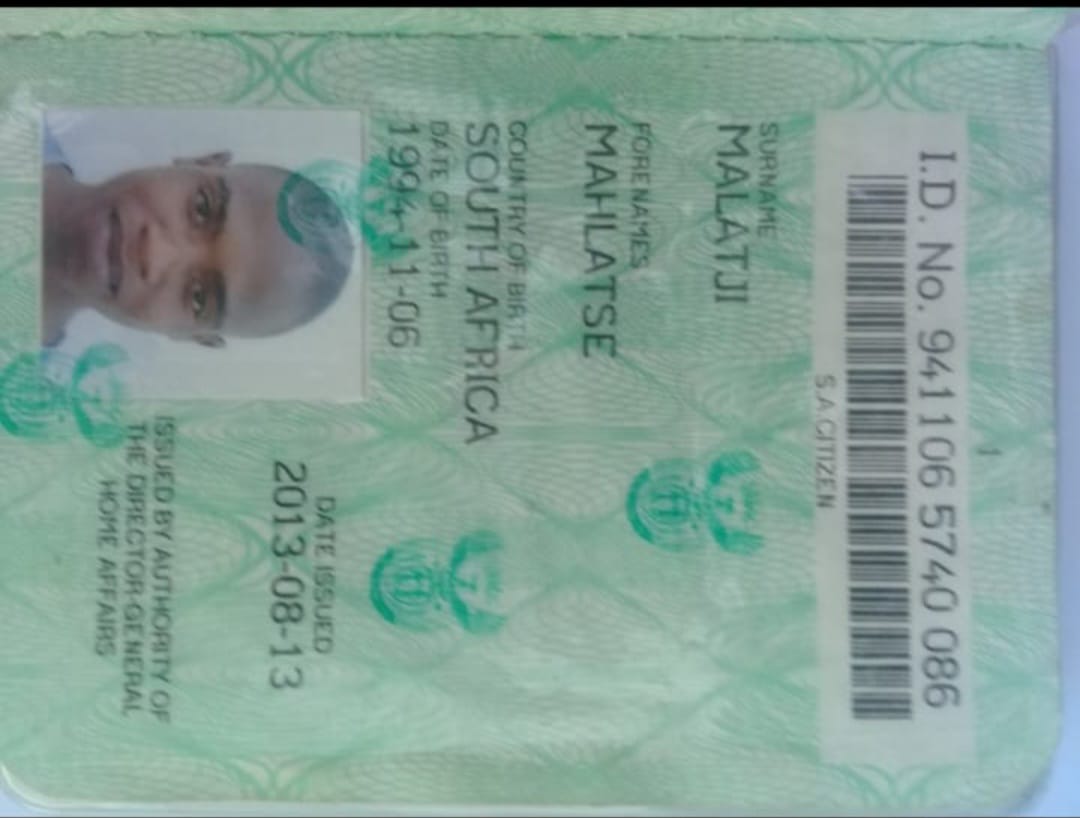 1
I.D. No. 941106 5740 086
S.A.CITIZEN
SURNAME
MALATJI
FORENAMES
MAHLATSE
COUNTRY OF BIRTH
SOUTH AFRICA
DATE OF BIRTH
1994-11-06
DATE ISSUED
2013-08-13
ISSUED BY AUTHORITY OF
THE DIRECTOR-GENERAL
HOME AFFAIRS